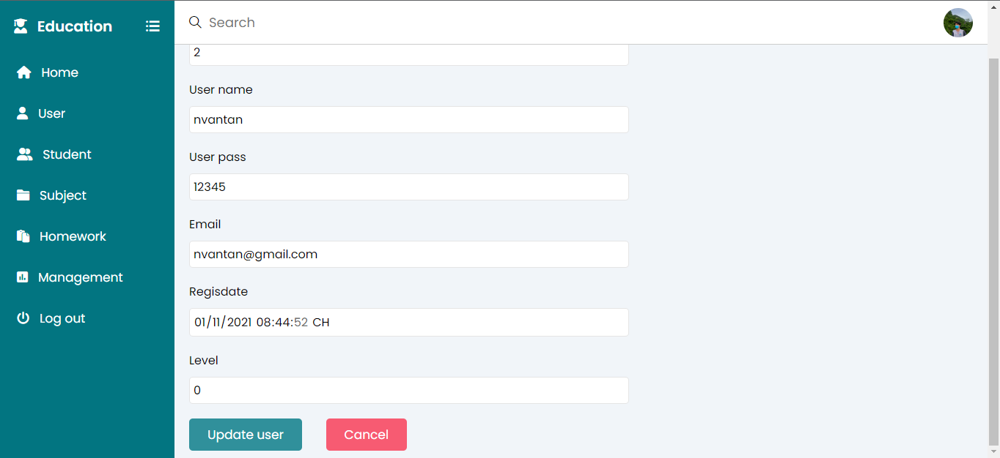 Education
Home
User
Student
Subject
Homework
Management
Log out
Search
2
User name
nvantan
User pass
12345
Email
nvantan@gmail.com
Regisdate
01/11/2021 08:44:52 CH
Level
0
Update user
Cancel